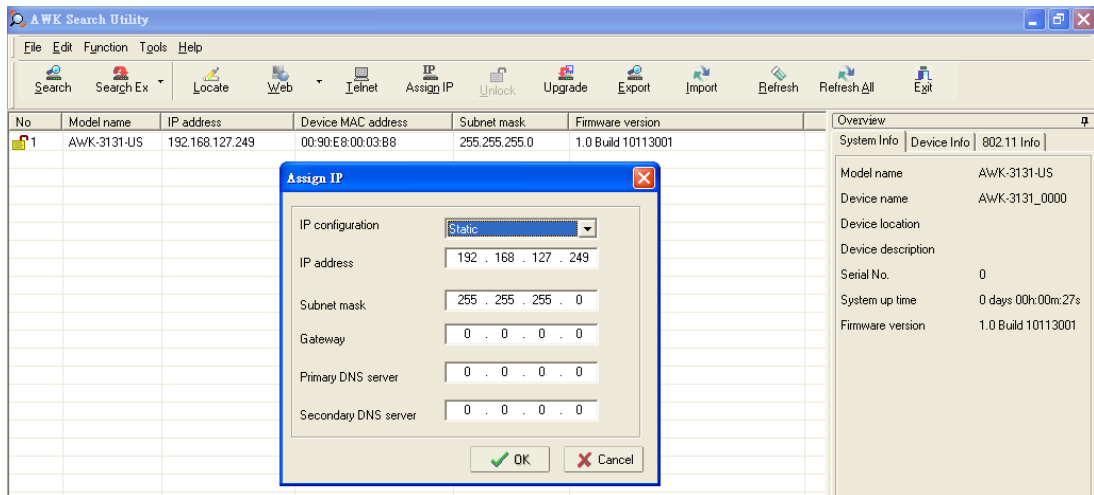 AWK Search Utility
File Edit Function Tools Help
Search Search Ex Locate Web Telnet Assign IP Unlock Upgrade Export Import Refresh Refresh All Exit
IP
No Model name IP address Device MAC address Subnet mask Firmware version
1 AWK-3131-US 192.168.127.249 00:90:E8:00:03:B8 255.255.255.0 1.0 Build 10113001
Assign IP
IP configuration Static
IP address 192 . 168 . 127 . 249
Subnet mask 255 . 255 . 255 . 0
Gateway 0 . 0 . 0 . 0
Primary DNS server 0 . 0 . 0 . 0
Secondary DNS server 0 . 0 . 0 . 0
OK Cancel
Overview
System Info Device Info 802.11 Info
Model name AWK-3131-US
Device name AWK-3131_0000
Device location
Device description
Serial No. 0
System up time 0 days 00h:00m:27s
Firmware version 1.0 Build 10113001